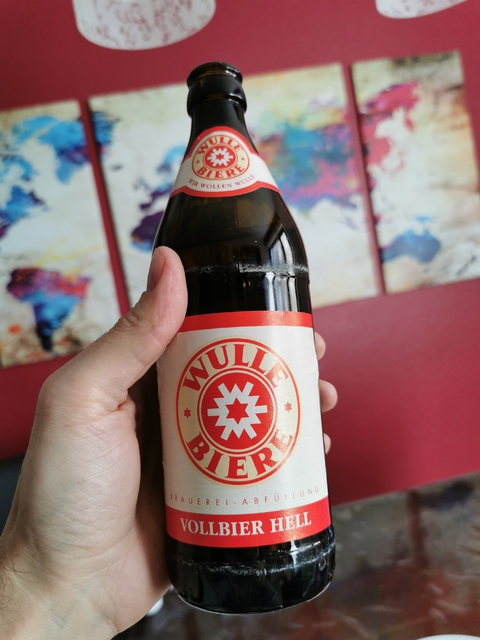 WULLE
BIERE
WIR WOLLEN WULLE
WULLE
BIERE
BRAUEREI-ABFÜLLUNG
VOLLBIER HELL